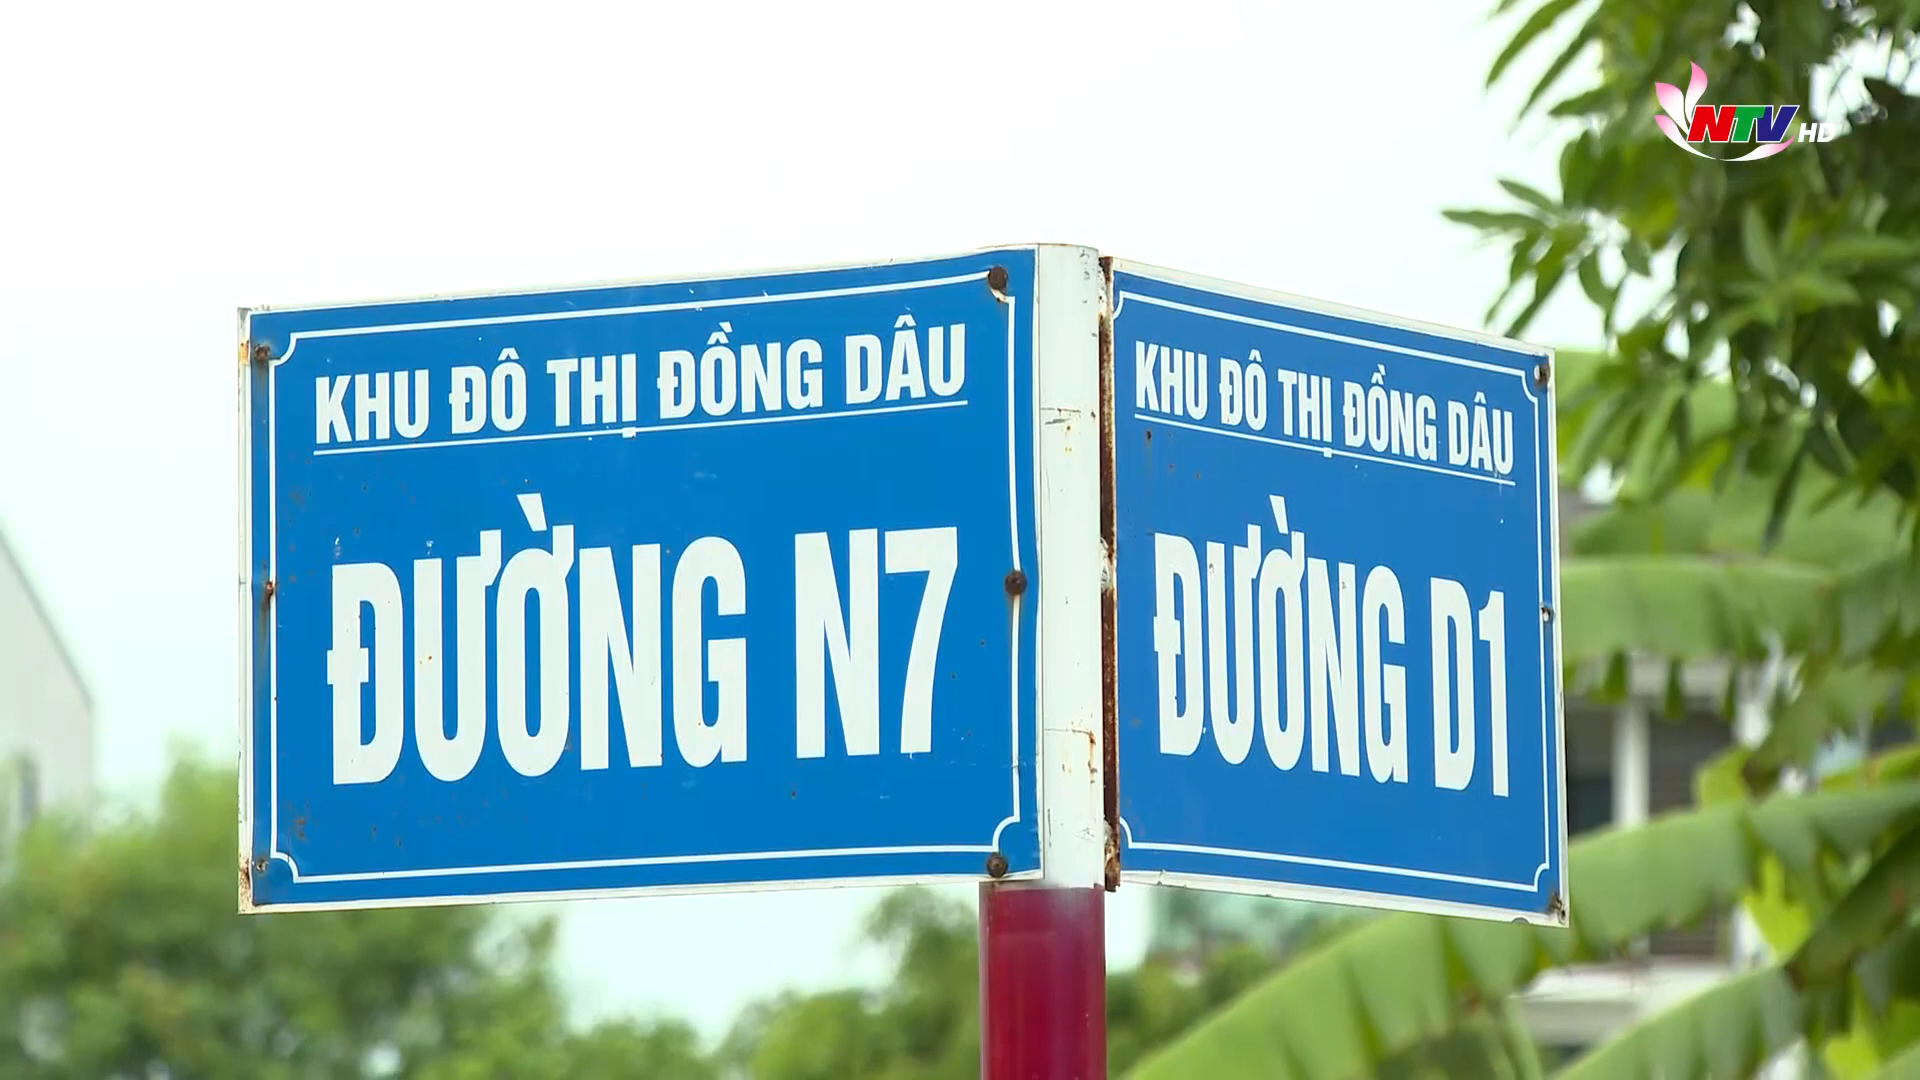 NTV HD
KHU ĐÔ THỊ ĐỒNG DÂU
ĐƯỜNG N7
KHU ĐÔ THỊ ĐỒNG DÂU
ĐƯỜNG D1